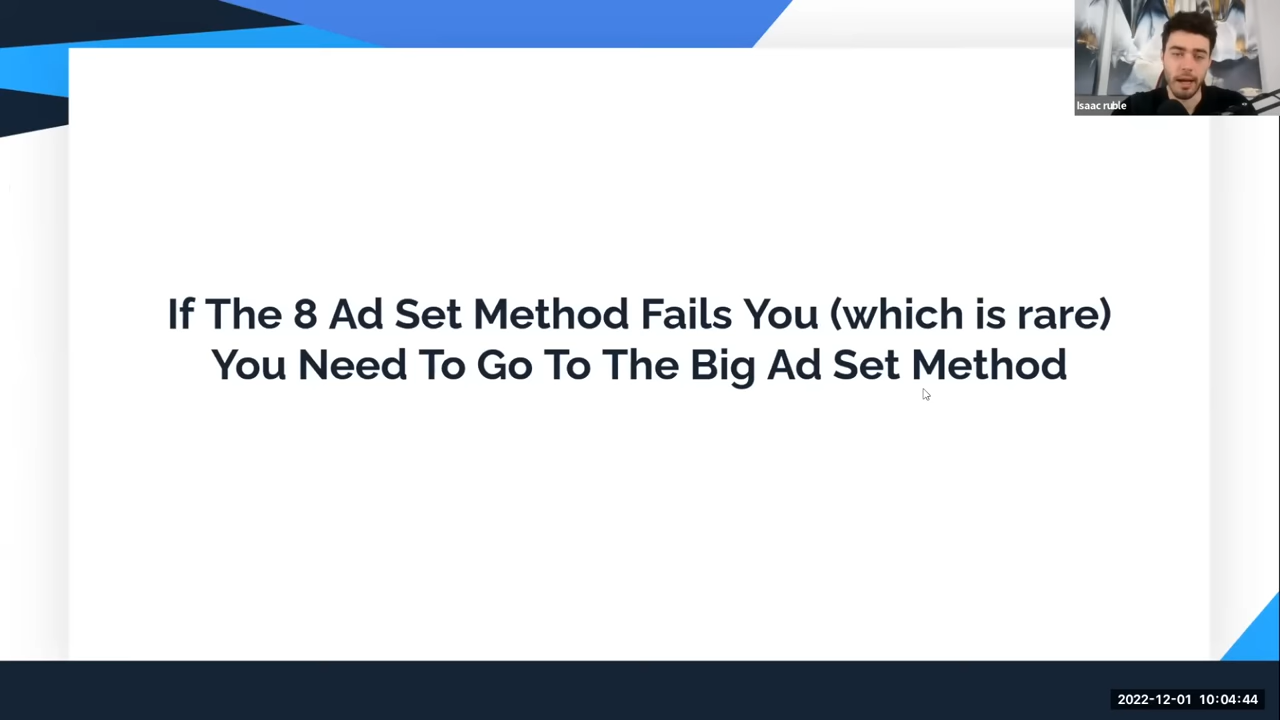 Isaac ruble
If The 8 Ad Set Method Fails You (which is rare)
You Need To Go To The Big Ad Set Method
2022-12-01 10:04:44